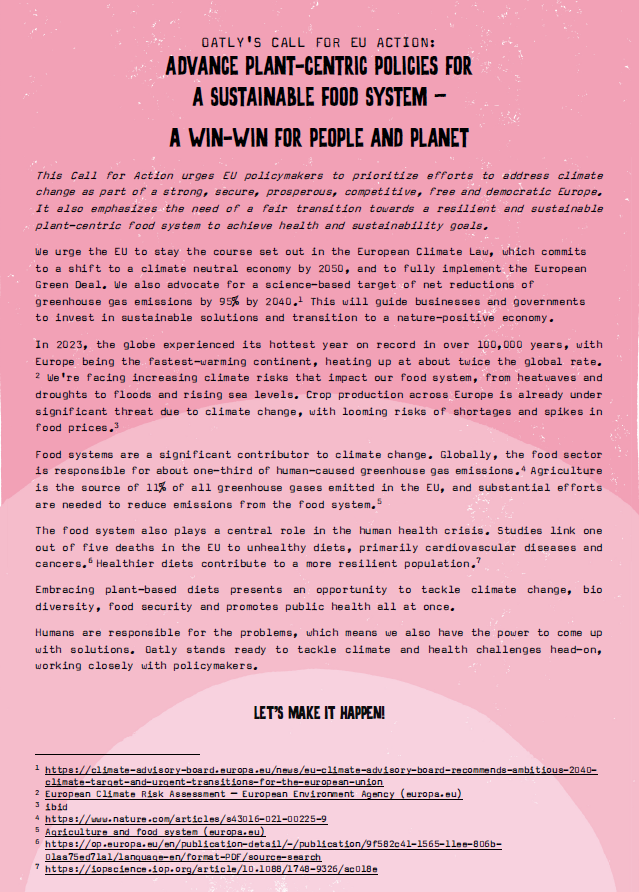 OATLY'S CALL FOR EU ACTION:
ADVANCE PLANT-CENTRIC POLICIES FOR
A SUSTAINABLE FOOD SYSTEM –
A WIN-WIN FOR PEOPLE AND PLANET
This Call for Action urges EU policymakers to prioritize efforts to address climate
change as part of a strong, secure, prosperous, competitive, free and democratic Europe.
It also emphasizes the need of a fair transition towards a resilient and sustainable
plant-centric food system to achieve health and sustainability goals.
We urge the EU to stay the course set out in the European Climate Law, which commits
to a shift to a climate neutral economy by 2050, and to fully implement the European
Green Deal. We also advocate for a science-based target of net reductions of
greenhouse gas emissions by 95% by 2040.¹ This will guide businesses and governments
to invest in sustainable solutions and transition to a nature-positive economy.
In 2023, the globe experienced its hottest year on record in over 100,000 years, with
Europe being the fastest-warming continent, heating up at about twice the global rate.
² We're facing increasing climate risks that impact our food system, from heatwaves and
droughts to floods and rising sea levels. Crop production across Europe is already under
significant threat due to climate change, with looming risks of shortages and spikes in
food prices.³
Food systems are a significant contributor to climate change. Globally, the food sector
is responsible for about one-third of human-caused greenhouse gas emissions.⁴ Agriculture
is the source of 11% of all greenhouse gases emitted in the EU, and substantial efforts
are needed to reduce emissions from the food system.⁵
The food system also plays a central role in the human health crisis. Studies link one
out of five deaths in the EU to unhealthy diets, primarily cardiovascular diseases and
cancers.⁶ Healthier diets contribute to a more resilient population.⁷
Embracing plant-based diets presents an opportunity to tackle climate change, bio
diversity, food security and promotes public health all at once.
Humans are responsible for the problems, which means we also have the power to come up
with solutions. Oatly stands ready to tackle climate and health challenges head-on,
working closely with policymakers.
LET'S MAKE IT HAPPEN!
¹ https://climate-advisory-board.europa.eu/news/eu-climate-advisory-board-recommends-ambitious-2040-
climate-target-and-urgent-transitions-for-the-european-union
² European Climate Risk Assessment — European Environment Agency (europa.eu)
³ ibid
⁴ https://www.nature.com/articles/s43016-021-00225-9
⁵ Agriculture and food system (europa.eu)
⁶ https://op.europa.eu/en/publication-detail/-/publication/9f582c41-1565-11ee-806b-
01aa75ed71a1/language-en/format-PDF/source-search
⁷ https://iopscience.iop.org/article/10.1088/1748-9326/ac018e